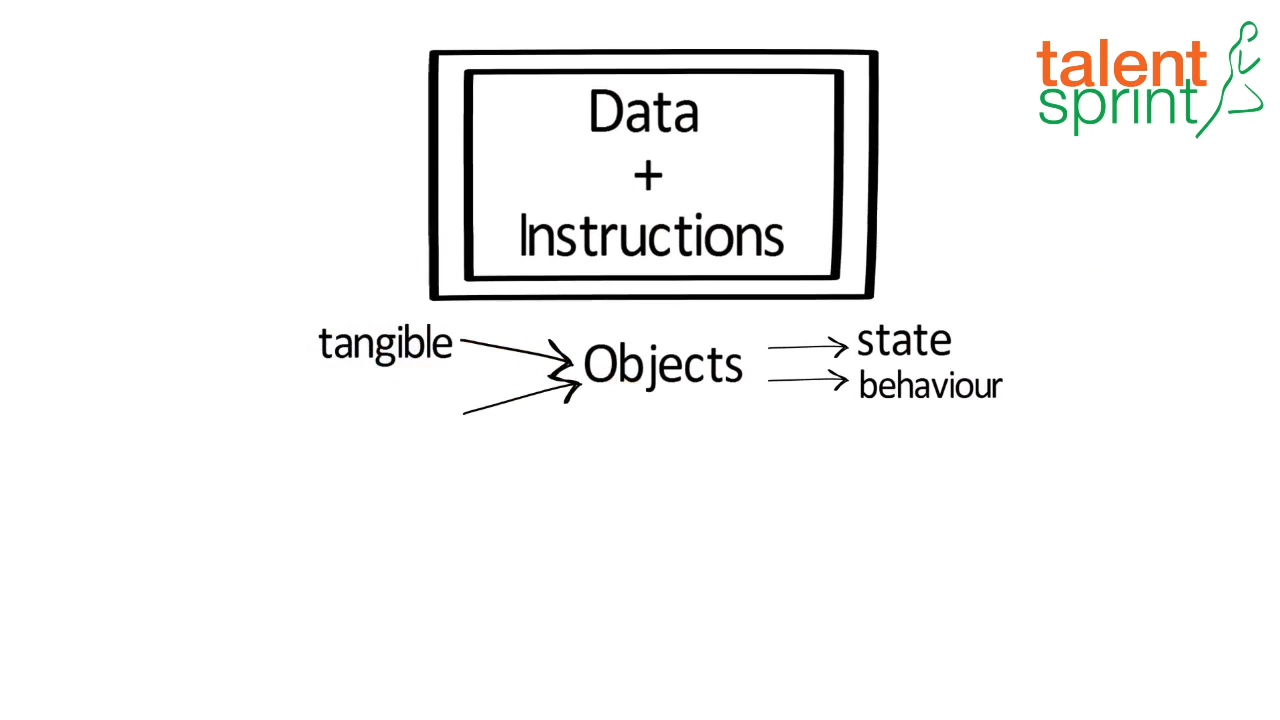 talent
sprint
Data
+
Instructions
tangible
Objects
state
behaviour